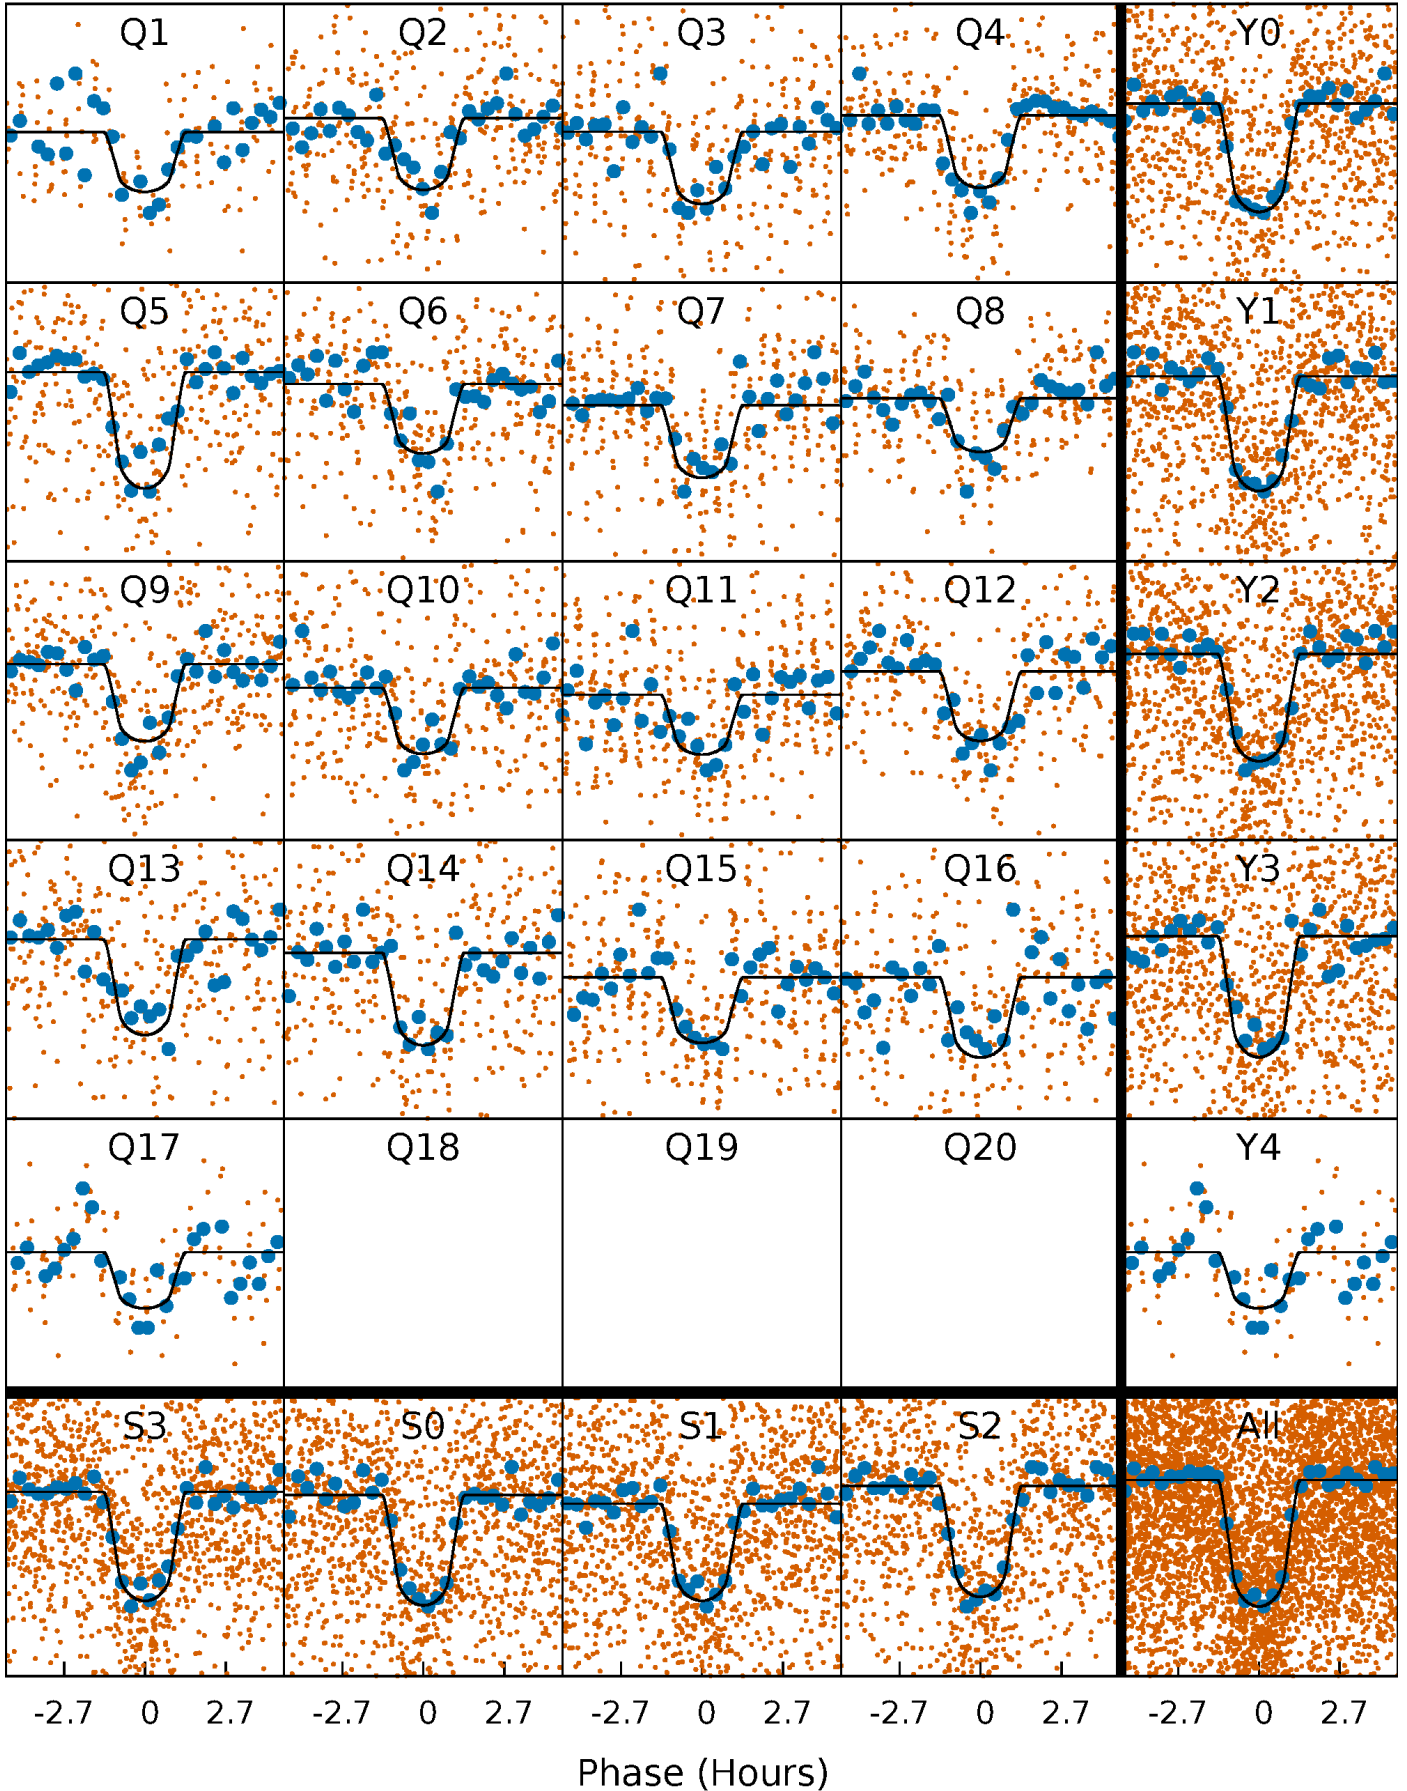 Q1 Q2 Q3 Q4 Y0
Q5 Q6 Q7 Q8 Y1
Q9 Q10 Q11 Q12 Y2
Q13 Q14 Q15 Q16 Y3
Q17 Q18 Q19 Q20 Y4
S3 S0 S1 S2 All
-2.7 0 2.7 -2.7 0 2.7 -2.7 0 2.7 -2.7 0 2.7 -2.7 0 2.7
Phase (Hours)